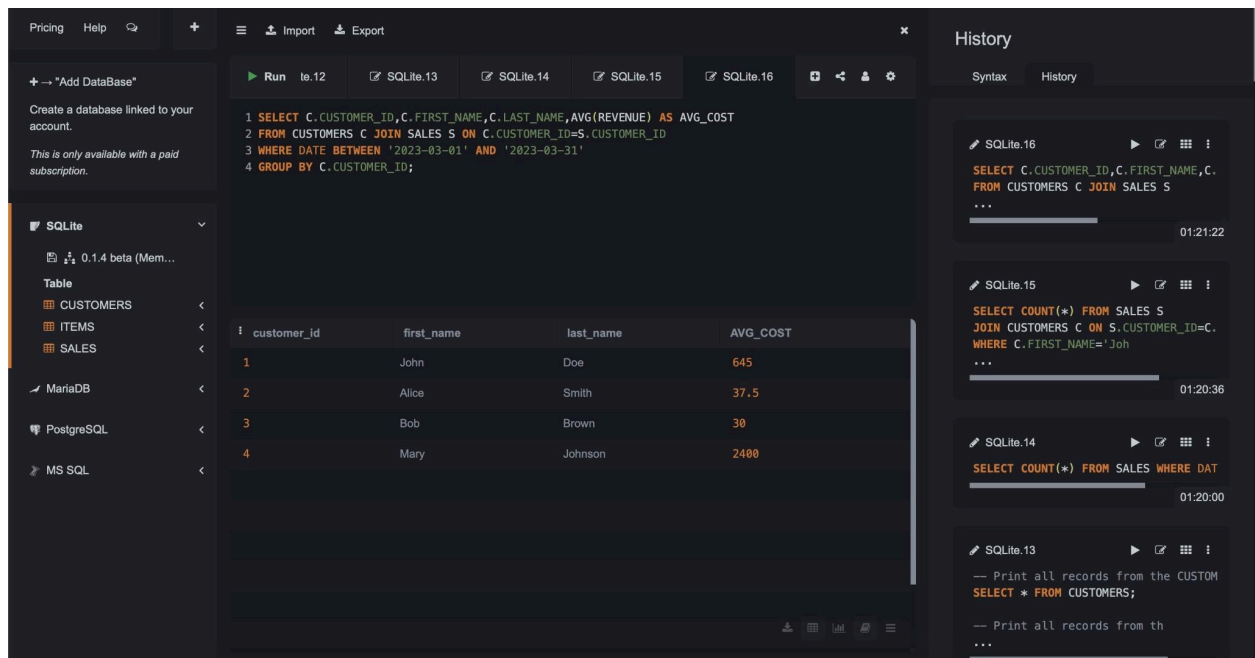 Pricing Help
+ → "Add DataBase"
Create a database linked to your
account.
This is only available with a paid
subscription.
SQLite
0.1.4 beta (Mem...
Table
CUSTOMERS
ITEMS
SALES
MariaDB
PostgreSQL
MS SQL
Import Export
Run te.12 SQLite.13 SQLite.14 SQLite.15 SQLite.16
1 SELECT C.CUSTOMER_ID,C.FIRST_NAME,C.LAST_NAME,AVG(REVENUE) AS AVG_COST
2 FROM CUSTOMERS C JOIN SALES S ON C.CUSTOMER_ID=S.CUSTOMER_ID
3 WHERE DATE BETWEEN '2023-03-01' AND '2023-03-31'
4 GROUP BY C.CUSTOMER_ID;
customer_id first_name last_name AVG_COST
1 John Doe 645
2 Alice Smith 37.5
3 Bob Brown 30
4 Mary Johnson 2400
History
Syntax History
SQLite.16
SELECT C.CUSTOMER_ID,C.FIRST_NAME,C.
FROM CUSTOMERS C JOIN SALES S
...
01:21:22
SQLite.15
SELECT COUNT(*) FROM SALES S
JOIN CUSTOMERS C ON S.CUSTOMER_ID=C.
WHERE C.FIRST_NAME='Joh
...
01:20:36
SQLite.14
SELECT COUNT(*) FROM SALES WHERE DAT
01:20:00
SQLite.13
-- Print all records from the CUSTOM
SELECT * FROM CUSTOMERS;
-- Print all records from th
...